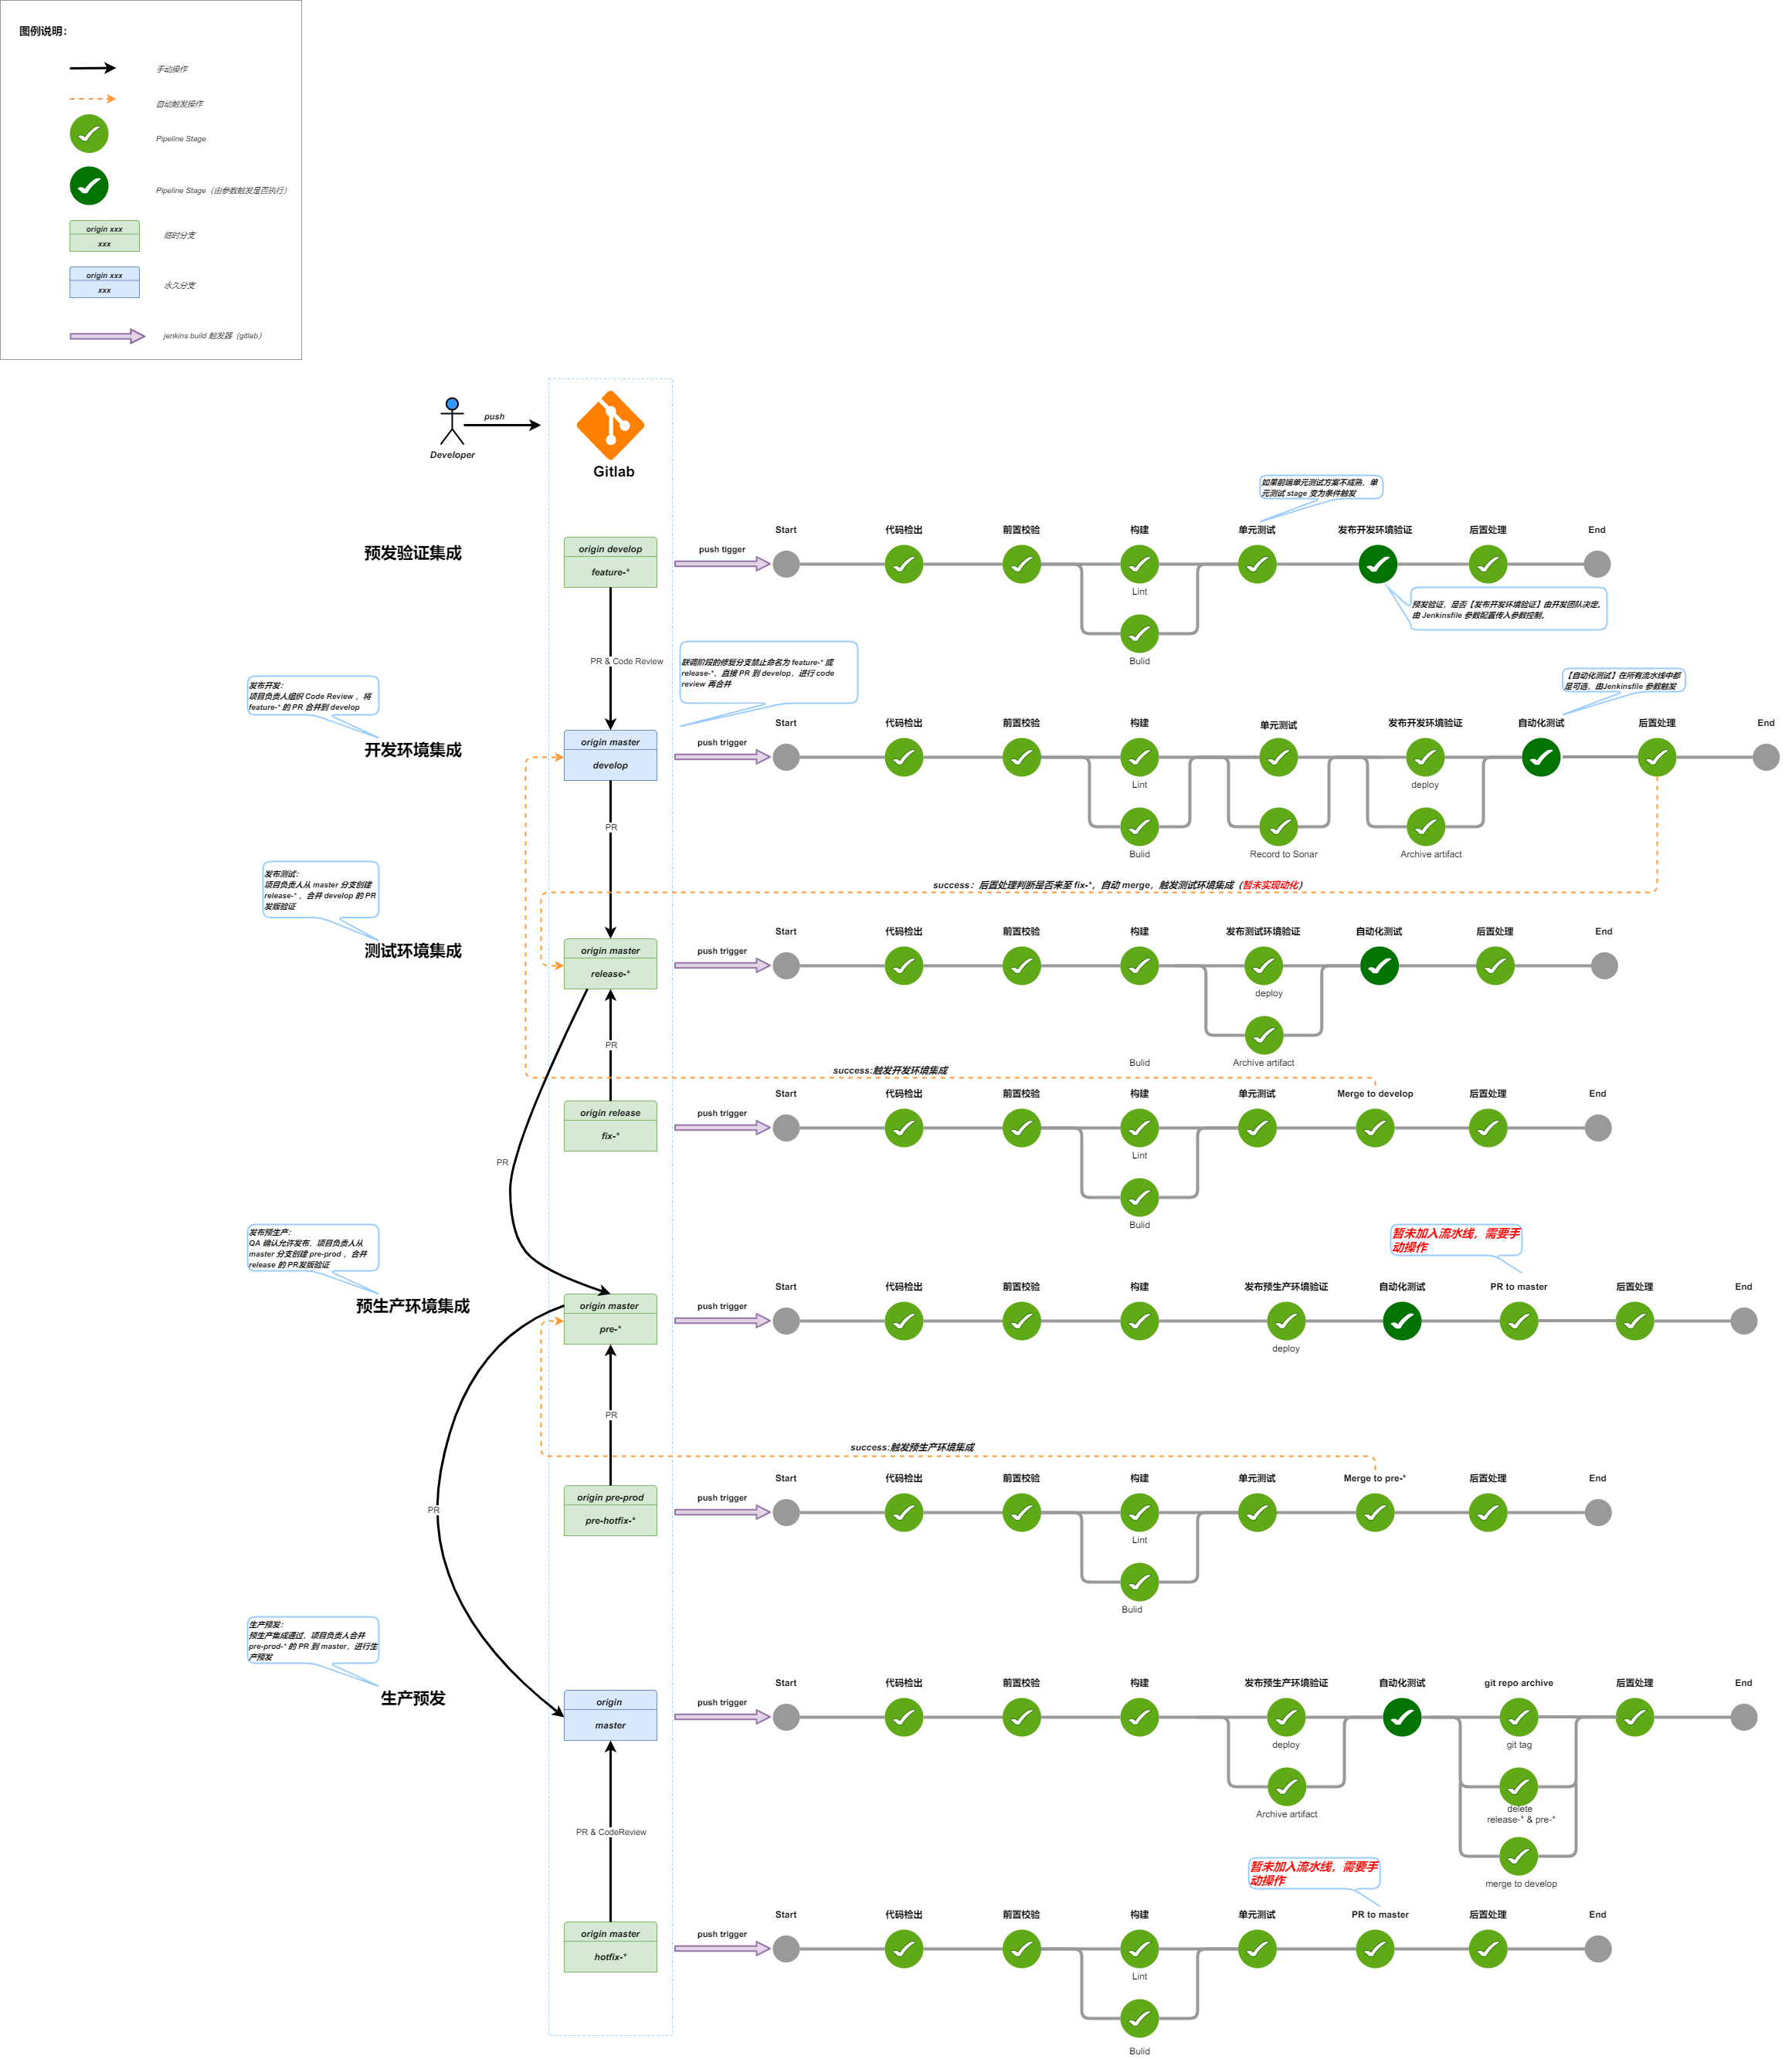 图例说明：
手动操作
自动触发操作
Pipeline Stage
Pipeline Stage（由参数触发是否执行）
origin xxx
xxx
临时分支
origin xxx
xxx
永久分支
jenkins build 触发器（gitlab）
push
Developer
Gitlab
如果前端单元测试方案不成熟，单
元测试 stage 变为条件触发
预发验证集成
origin develop
feature-*
push tigger
Start
代码检出
前置校验
构建
单元测试
发布开发环境验证
后置处理
End
Lint
Bulid
预发验证，是否【发布开发环境验证】由开发团队决定。
由 Jenkinsfile 参数配置传入参数控制。
PR & Code Review
联调阶段的修复分支禁止命名为 feature-* 或
release-*，直接 PR 到 develop，进行 code
review 再合并
发布开发：
项目负责人组织 Code Review ，将
feature-* 的 PR 合并到 develop
【自动化测试】在所有流水线中都
是可选，由Jenkinsfile 参数触发
开发环境集成
origin master
develop
push trigger
Start
代码检出
前置校验
构建
单元测试
发布开发环境验证
自动化测试
后置处理
End
Lint
deploy
Bulid
Record to Sonar
Archive artifact
PR
success：后置处理判断是否来至 fix-*，自动 merge，触发测试环境集成（暂未实现动化）
发布测试：
项目负责人从 master 分支创建
release-* ，合并 develop 的 PR
发版验证
测试环境集成
origin master
release-*
push trigger
Start
代码检出
前置校验
构建
发布测试环境验证
自动化测试
后置处理
End
deploy
Bulid
Archive artifact
PR
success:触发开发环境集成
origin release
fix-*
push trigger
Start
代码检出
前置校验
构建
单元测试
Merge to develop
后置处理
End
Lint
Bulid
PR
发布预生产：
QA 确认允许发布，项目负责人从
master 分支创建 pre-prod ，合并
release 的 PR发版验证
暂未加入流水线，需要手
动操作
预生产环境集成
origin master
pre-*
push trigger
Start
代码检出
前置校验
构建
发布预生产环境验证
自动化测试
PR to master
后置处理
End
deploy
PR
success:触发预生产环境集成
origin pre-prod
pre-hotfix-*
push trigger
Start
代码检出
前置校验
构建
单元测试
Merge to pre-*
后置处理
End
Lint
Bulid
PR
生产预发：
预生产集成通过，项目负责人合并
pre-prod-* 的 PR 到 master，进行生
产预发
生产预发
origin
master
push trigger
Start
代码检出
前置校验
构建
发布预生产环境验证
自动化测试
git repo archive
后置处理
End
deploy
git tag
Archive artifact
delete
release-* & pre-*
merge to develop
PR & CodeReview
暂未加入流水线，需要手
动操作
origin master
hotfix-*
push trigger
Start
代码检出
前置校验
构建
单元测试
PR to master
后置处理
End
Lint
Bulid